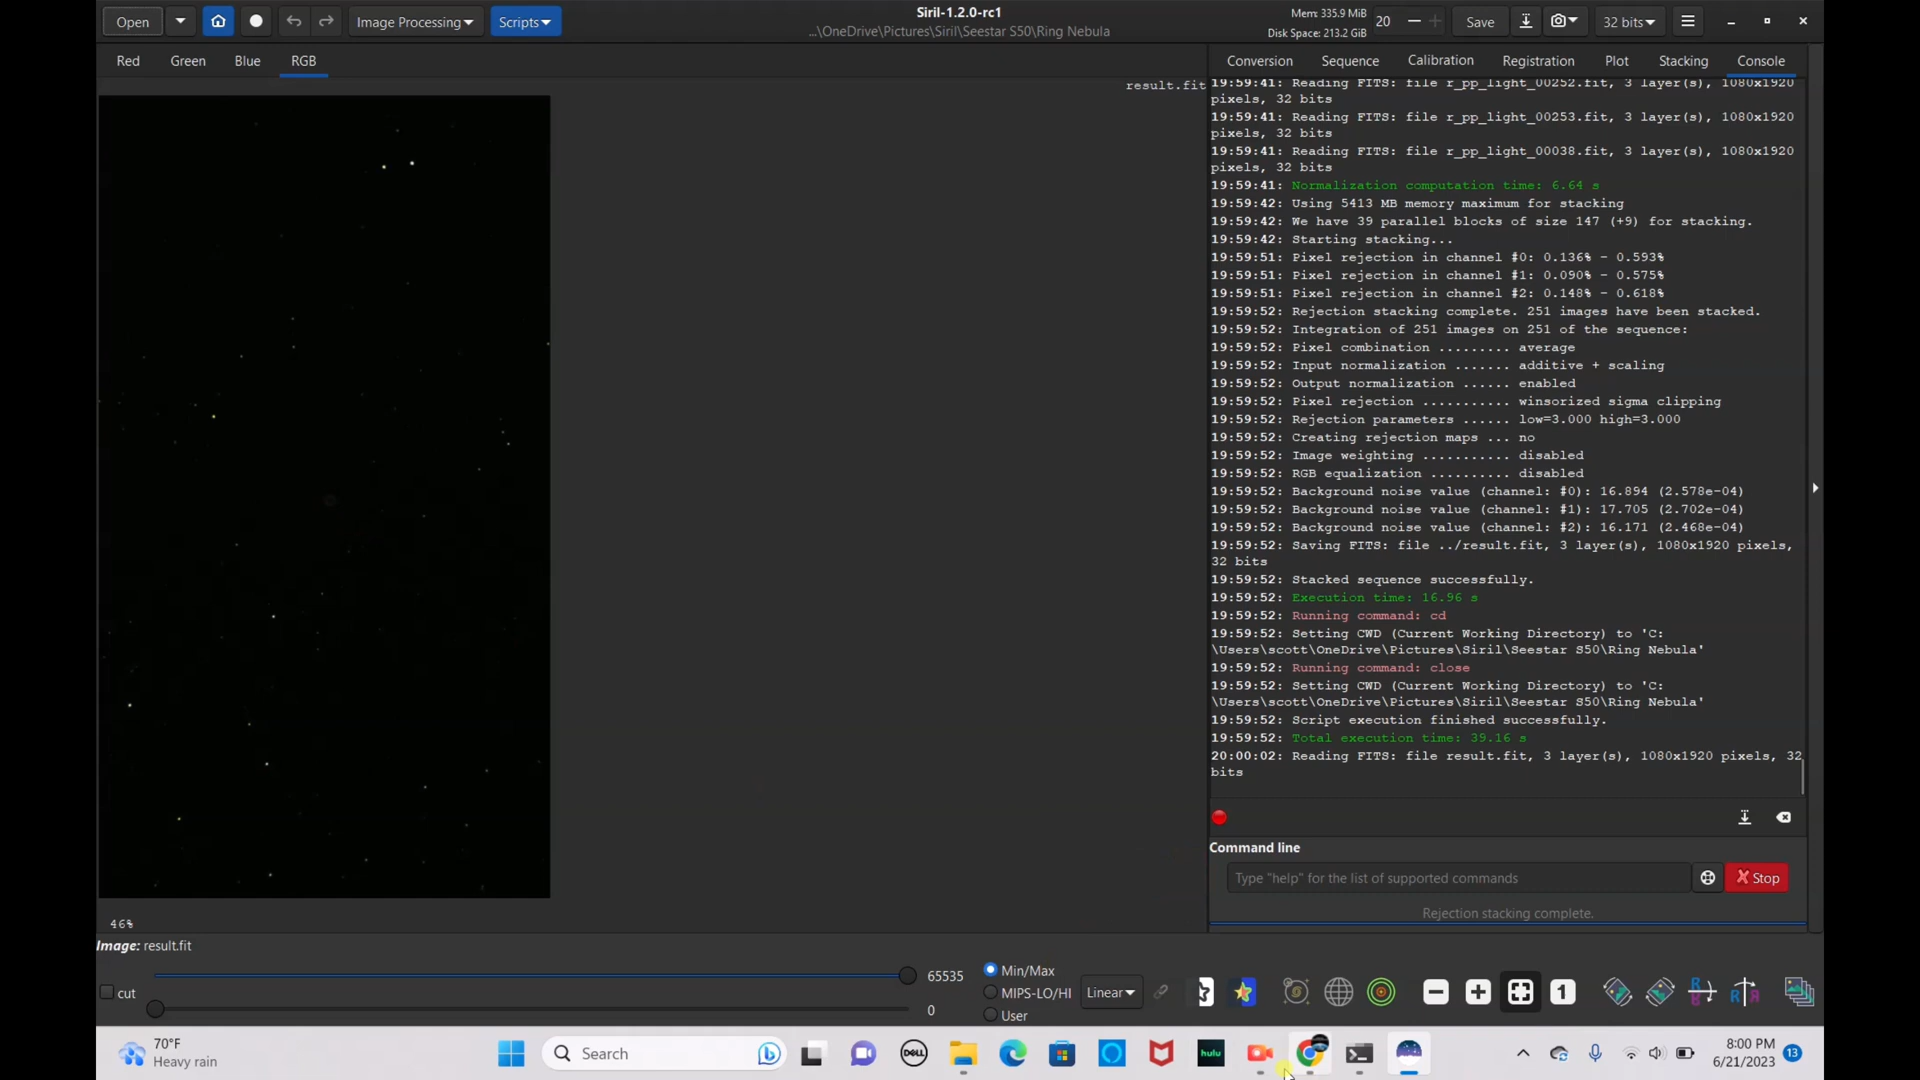 Open
Image Processing
Scripts
Siril-1.2.0-rc1
...\OneDrive\Pictures\Siril\Seestar S50\Ring Nebula
Mem: 335.9 MiB
Disk Space: 213.2 GiB
20
Save
32 bits
Red
Green
Blue
RGB
Conversion
Sequence
Calibration
Registration
Plot
Stacking
Console
result.fit
19:59:41: Reading FITS: file r_pp_light_00252.fit, 3 layer(s), 1080x1920
pixels, 32 bits
19:59:41: Reading FITS: file r_pp_light_00253.fit, 3 layer(s), 1080x1920
pixels, 32 bits
19:59:41: Reading FITS: file r_pp_light_00038.fit, 3 layer(s), 1080x1920
pixels, 32 bits
19:59:41: Normalization computation time: 6.64 s
19:59:42: Using 5413 MB memory maximum for stacking
19:59:42: We have 39 parallel blocks of size 147 (+9) for stacking.
19:59:42: Starting stacking...
19:59:51: Pixel rejection in channel #0: 0.136% - 0.593%
19:59:51: Pixel rejection in channel #1: 0.090% - 0.575%
19:59:51: Pixel rejection in channel #2: 0.148% - 0.618%
19:59:52: Rejection stacking complete. 251 images have been stacked.
19:59:52: Integration of 251 images on 251 of the sequence:
19:59:52: Pixel combination ......... average
19:59:52: Input normalization ....... additive + scaling
19:59:52: Output normalization ...... enabled
19:59:52: Pixel rejection ........... winsorized sigma clipping
19:59:52: Rejection parameters ...... low=3.000 high=3.000
19:59:52: Creating rejection maps ... no
19:59:52: Image weighting ........... disabled
19:59:52: RGB equalization .......... disabled
19:59:52: Background noise value (channel: #0): 16.894 (2.578e-04)
19:59:52: Background noise value (channel: #1): 17.705 (2.702e-04)
19:59:52: Background noise value (channel: #2): 16.171 (2.468e-04)
19:59:52: Saving FITS: file ../result.fit, 3 layer(s), 1080x1920 pixels,
32 bits
19:59:52: Stacked sequence successfully.
19:59:52: Execution time: 16.96 s
19:59:52: Running command: cd
19:59:52: Setting CWD (Current Working Directory) to 'C:
\Users\scott\OneDrive\Pictures\Siril\Seestar S50\Ring Nebula'
19:59:52: Running command: close
19:59:52: Setting CWD (Current Working Directory) to 'C:
\Users\scott\OneDrive\Pictures\Siril\Seestar S50\Ring Nebula'
19:59:52: Script execution finished successfully.
19:59:52: Total execution time: 39.16 s
20:00:02: Reading FITS: file result.fit, 3 layer(s), 1080x1920 pixels, 32
bits
Command line
Type "help" for the list of supported commands
Stop
Rejection stacking complete.
46%
Image: result.fit
cut
65535
0
Min/Max
MIPS-LO/HI
User
Linear
1
70°F
Heavy rain
Search
DELL
hulu
8:00 PM
6/21/2023
13